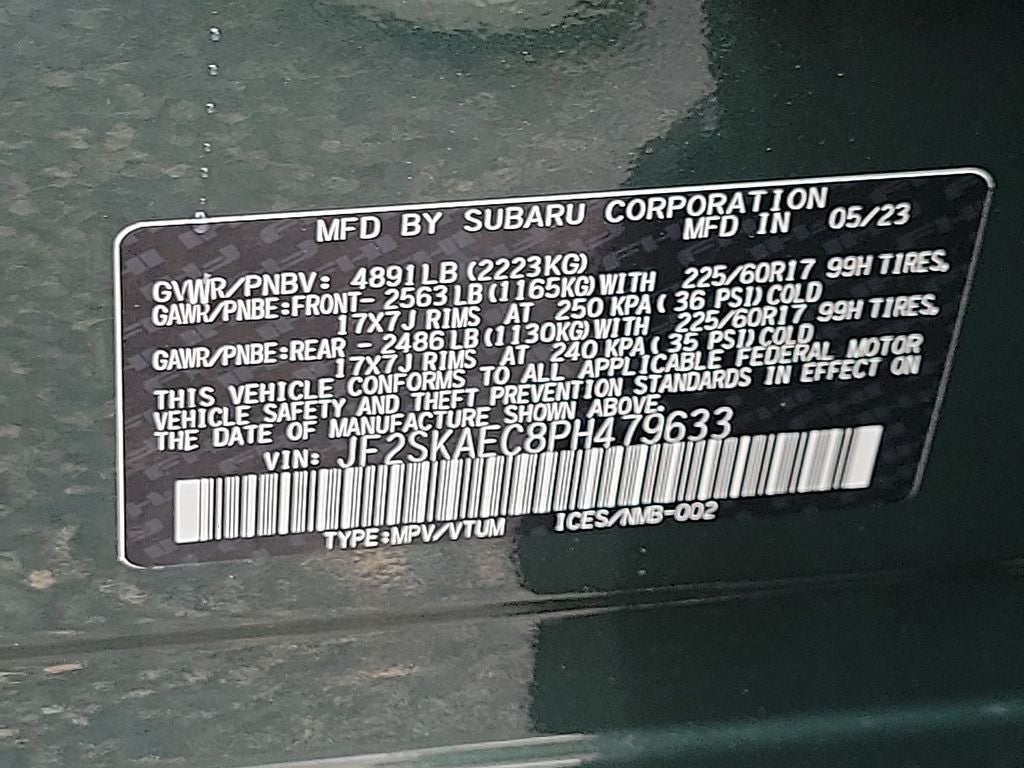 MFD BY SUBARU CORPORATION
MFD IN 05/23
GVWR/PNBV: 4891LB(2223KG)
GAWR/PNBE:FRONT- 2563LB(1165KG)WITH 225/60R17 99H TIRES,
17X7J RIMS AT 250 KPA( 36 PSI)COLD
GAWR/PNBE:REAR - 2486LB(1130KG)WITH 225/60R17 99H TIRES,
17X7J RIMS AT 240 KPA( 35 PSI)COLD
THIS VEHICLE CONFORMS TO ALL APPLICABLE FEDERAL MOTOR
VEHICLE SAFETY AND THEFT PREVENTION STANDARDS IN EFFECT ON
THE DATE OF MANUFACTURE SHOWN ABOVE.
VIN: JF2SKAEC8PH479633
TYPE:MPV/VTUM ICES/NMB-002